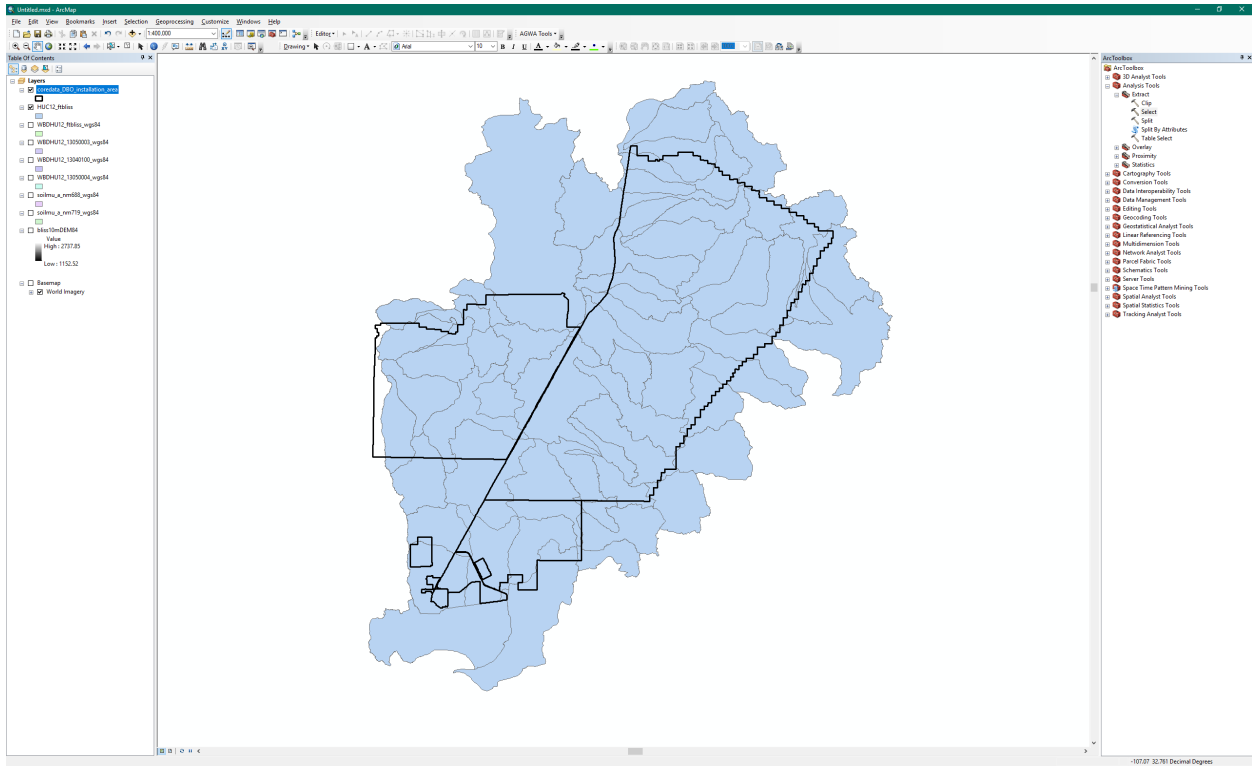 Untitled.mxd - ArcMap
File Edit View Bookmarks Insert Selection Geoprocessing Customize Windows Help
1:400,000 Editor AGWA Tools
Drawing Arial 10 B I U A
Table Of Contents
Layers
coredata_DBO_installation_area
HUC12_ftbliss
WBDHU12_ftbliss_wgs84
WBDHU12_13050003_wgs84
WBDHU12_13040100_wgs84
WBDHU12_13050004_wgs84
soilmu_a_nm688_wgs84
soilmu_a_nm719_wgs84
bliss10mDEM84
Value
High : 2737.85
Low : 1152.52
Basemap
World Imagery
ArcToolbox
ArcToolbox
3D Analyst Tools
Analysis Tools
Extract
Clip
Select
Split
Split By Attributes
Table Select
Overlay
Proximity
Statistics
Cartography Tools
Conversion Tools
Data Interoperability Tools
Data Management Tools
Editing Tools
Geocoding Tools
Geostatistical Analyst Tools
Linear Referencing Tools
Multidimension Tools
Network Analyst Tools
Parcel Fabric Tools
Schematics Tools
Server Tools
Space Time Pattern Mining Tools
Spatial Analyst Tools
Spatial Statistics Tools
Tracking Analyst Tools
-107.07 32.761 Decimal Degrees